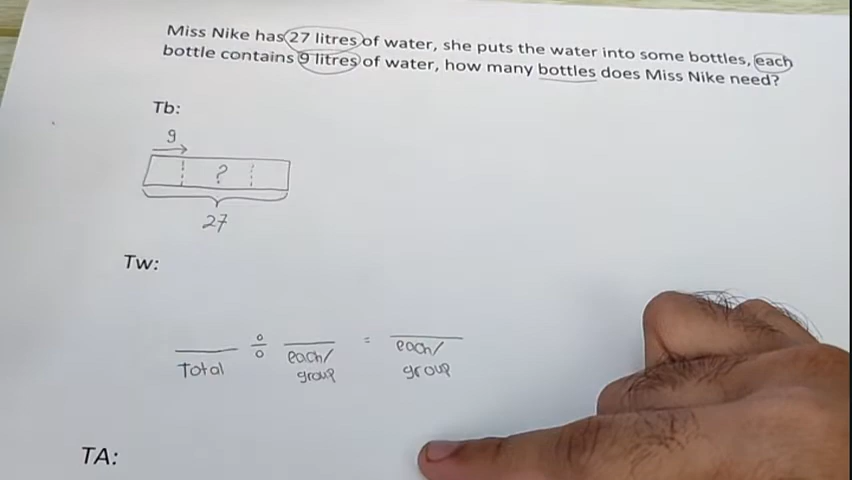 Miss Nike has 27 litres of water, she puts the water into some bottles, each
bottle contains 9 litres of water, how many bottles does Miss Nike need?
Tb:
9
?
27
Tw:
÷ =
Total each/ each/
group group
TA: